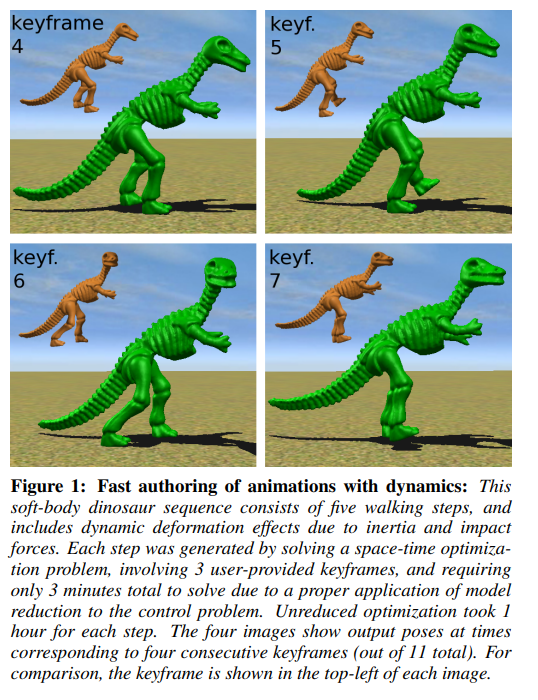 keyframe
4
keyf.
5
keyf.
6
keyf.
7
Figure 1: Fast authoring of animations with dynamics: This
soft-body dinosaur sequence consists of five walking steps, and
includes dynamic deformation effects due to inertia and impact
forces. Each step was generated by solving a space-time optimiza-
tion problem, involving 3 user-provided keyframes, and requiring
only 3 minutes total to solve due to a proper application of model
reduction to the control problem. Unreduced optimization took 1
hour for each step. The four images show output poses at times
corresponding to four consecutive keyframes (out of 11 total). For
comparison, the keyframe is shown in the top-left of each image.